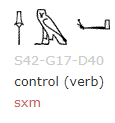 𓌂𓅓𓂡
S42-G17-D40
control (verb)
sxm